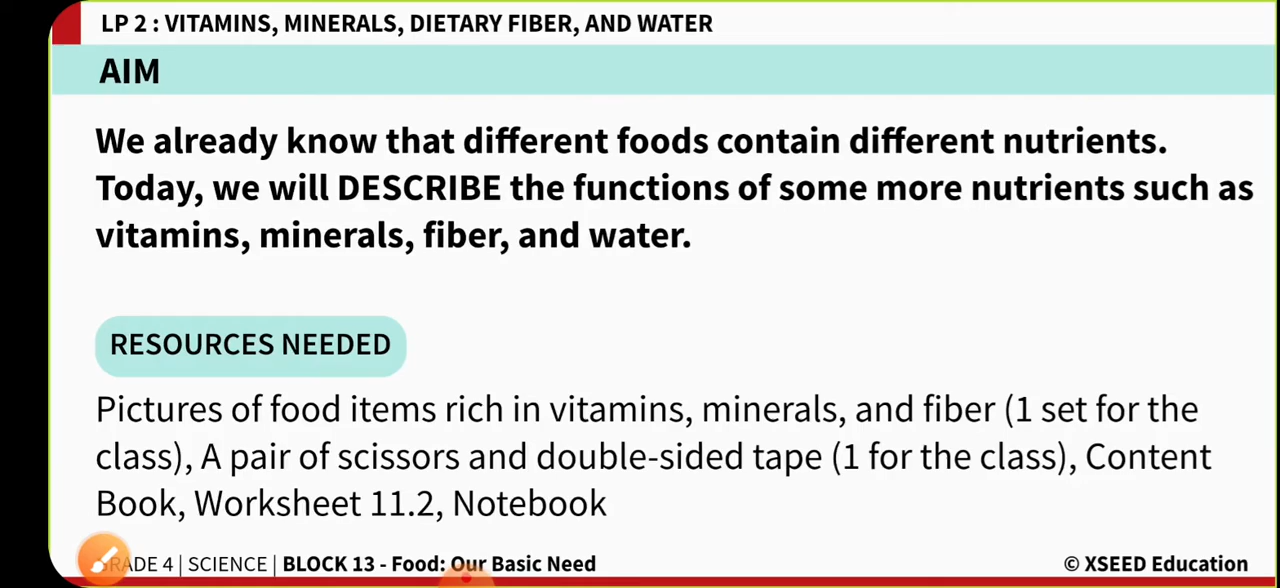 LP 2 : VITAMINS, MINERALS, DIETARY FIBER, AND WATER
AIM
We already know that different foods contain different nutrients.
Today, we will DESCRIBE the functions of some more nutrients such as
vitamins, minerals, fiber, and water.
RESOURCES NEEDED
Pictures of food items rich in vitamins, minerals, and fiber (1 set for the
class), A pair of scissors and double-sided tape (1 for the class), Content
Book, Worksheet 11.2, Notebook
GRADE 4 | SCIENCE | BLOCK 13 - Food: Our Basic Need
© XSEED Education